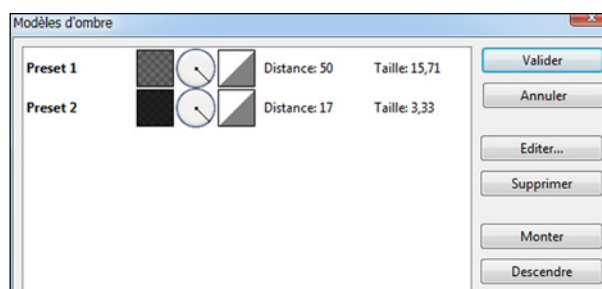 Modèles d'ombre
Preset 1 Distance: 50 Taille: 15,71
Preset 2 Distance: 17 Taille: 3,33
Valider
Annuler
Editer...
Supprimer
Monter
Descendre